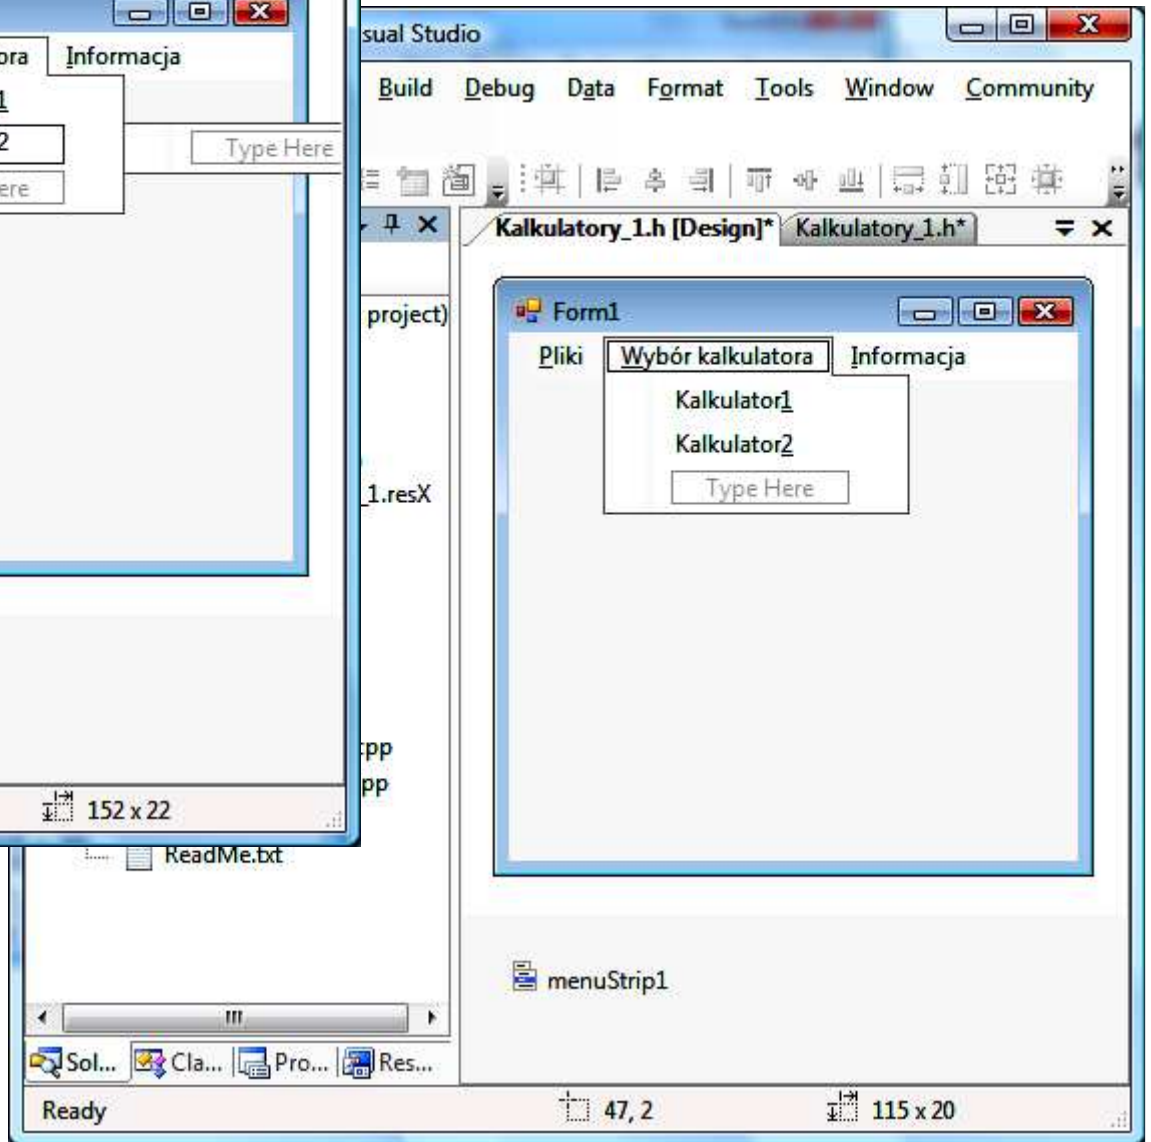 ora Informacja
1
2 Type Here
ere
152 x 22
sual Studio
Build Debug Data Format Tools Window Community
Kalkulatory_1.h [Design]* Kalkulatory_1.h*
project)
_1.resX
cpp
pp
ReadMe.txt
Form1
Pliki Wybór kalkulatora Informacja
Kalkulator1
Kalkulator2
Type Here
menuStrip1
Sol... Cla... Pro... Res...
Ready 47, 2 115 x 20